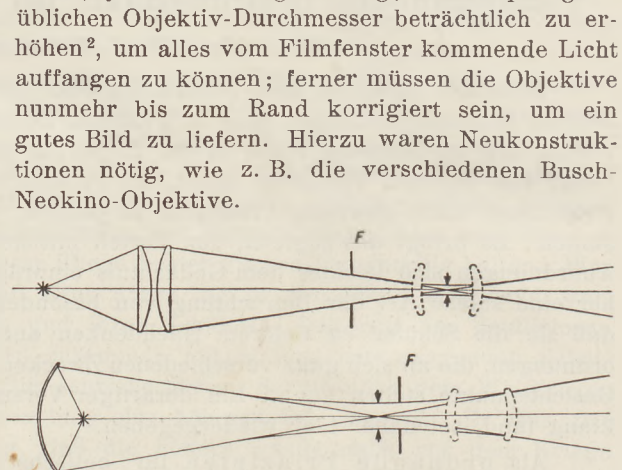 üblichen Objektiv-Durchmesser beträchtlich zu er-
höhen², um alles vom Filmfenster kommende Licht
auffangen zu können; ferner müssen die Objektive
nunmehr bis zum Rand korrigiert sein, um ein
gutes Bild zu liefern. Hierzu waren Neukonstruk-
tionen nötig, wie z. B. die verschiedenen Busch-
Neokino-Objektive.
F
F